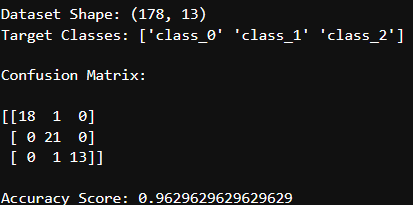 Dataset Shape: (178, 13)
Target Classes: ['class_0' 'class_1' 'class_2']
Confusion Matrix:
[[18  1  0]
 [ 0 21  0]
 [ 0  1 13]]
Accuracy Score: 0.9629629629629629